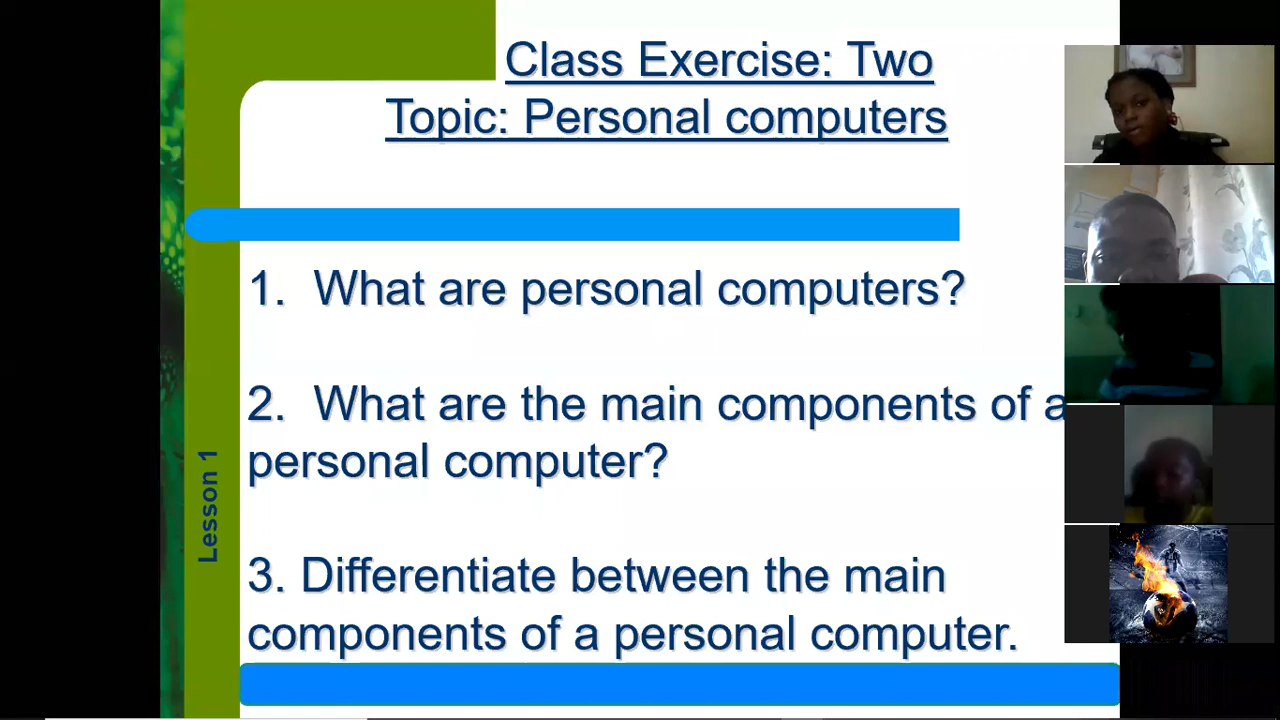 Class Exercise: Two
Topic: Personal computers
1. What are personal computers?
2. What are the main components of a
personal computer?
3. Differentiate between the main
components of a personal computer.
Lesson 1